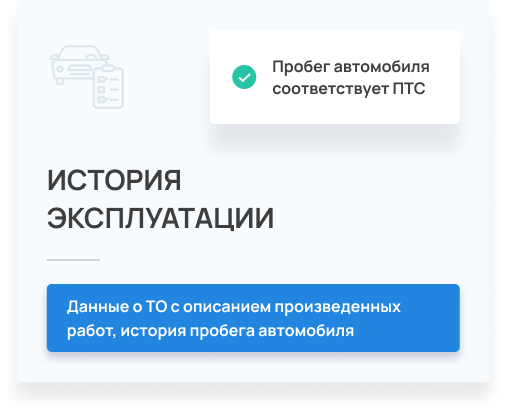 Пробег автомобиля
соответствует ПТС
ИСТОРИЯ
ЭКСПЛУАТАЦИИ
Данные о ТО с описанием произведенных
работ, история пробега автомобиля